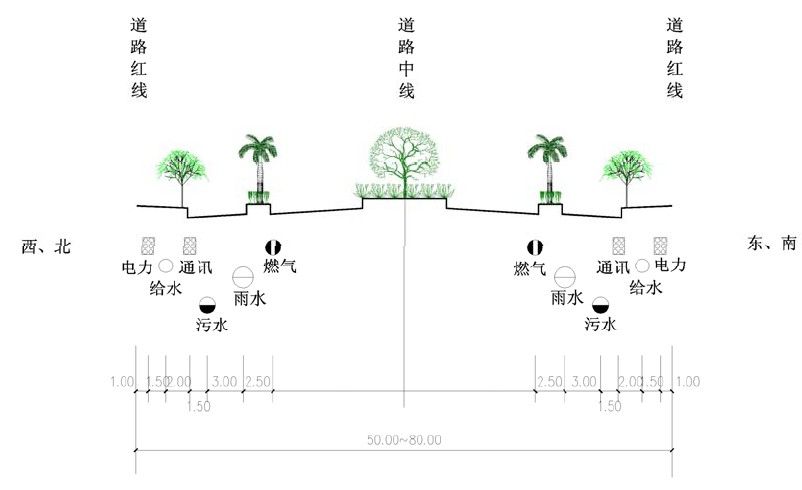 道路红线
道路中线
道路红线
西、北
东、南
电力
通讯
燃气
燃气
通讯
电力
给水
雨水
雨水
给水
污水
污水
1.00
1.50
2.00
3.00
2.50
2.50
3.00
2.00
1.50
1.00
1.50
1.50
50.00~80.00